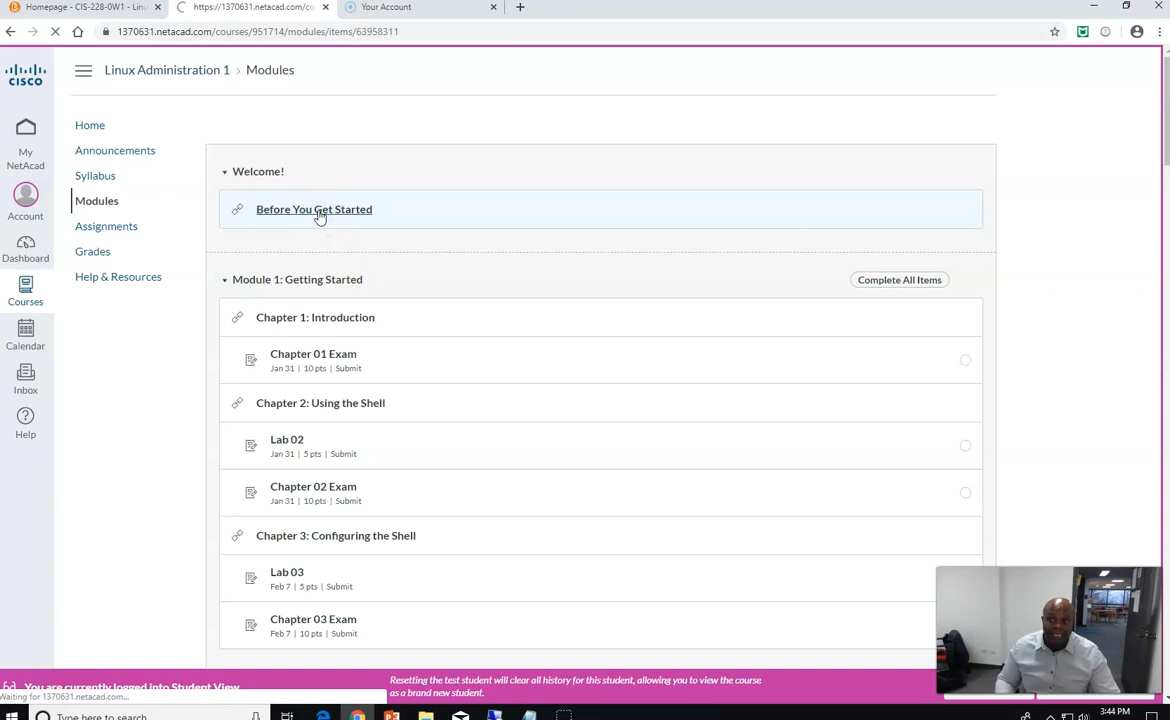 Homepage - CIS-228-0W1 - Linu
https://1370631.netacad.com/co
Your Account
1370631.netacad.com/courses/951714/modules/items/63958311
CISCO
Linux Administration 1 › Modules
My NetAcad
Account
Dashboard
Courses
Calendar
Inbox
Help
Home
Announcements
Syllabus
Modules
Assignments
Grades
Help & Resources
Welcome!
Before You Get Started
Module 1: Getting Started
Complete All Items
Chapter 1: Introduction
Chapter 01 Exam
Jan 31 | 10 pts | Submit
Chapter 2: Using the Shell
Lab 02
Jan 31 | 5 pts | Submit
Chapter 02 Exam
Jan 31 | 10 pts | Submit
Chapter 3: Configuring the Shell
Lab 03
Feb 7 | 5 pts | Submit
Chapter 03 Exam
Feb 7 | 10 pts | Submit
You are currently logged into Student View
Resetting the test student will clear all history for this student, allowing you to view the course
as a brand new student.
Waiting for 1370631.netacad.com...
Type here to search
3:44 PM